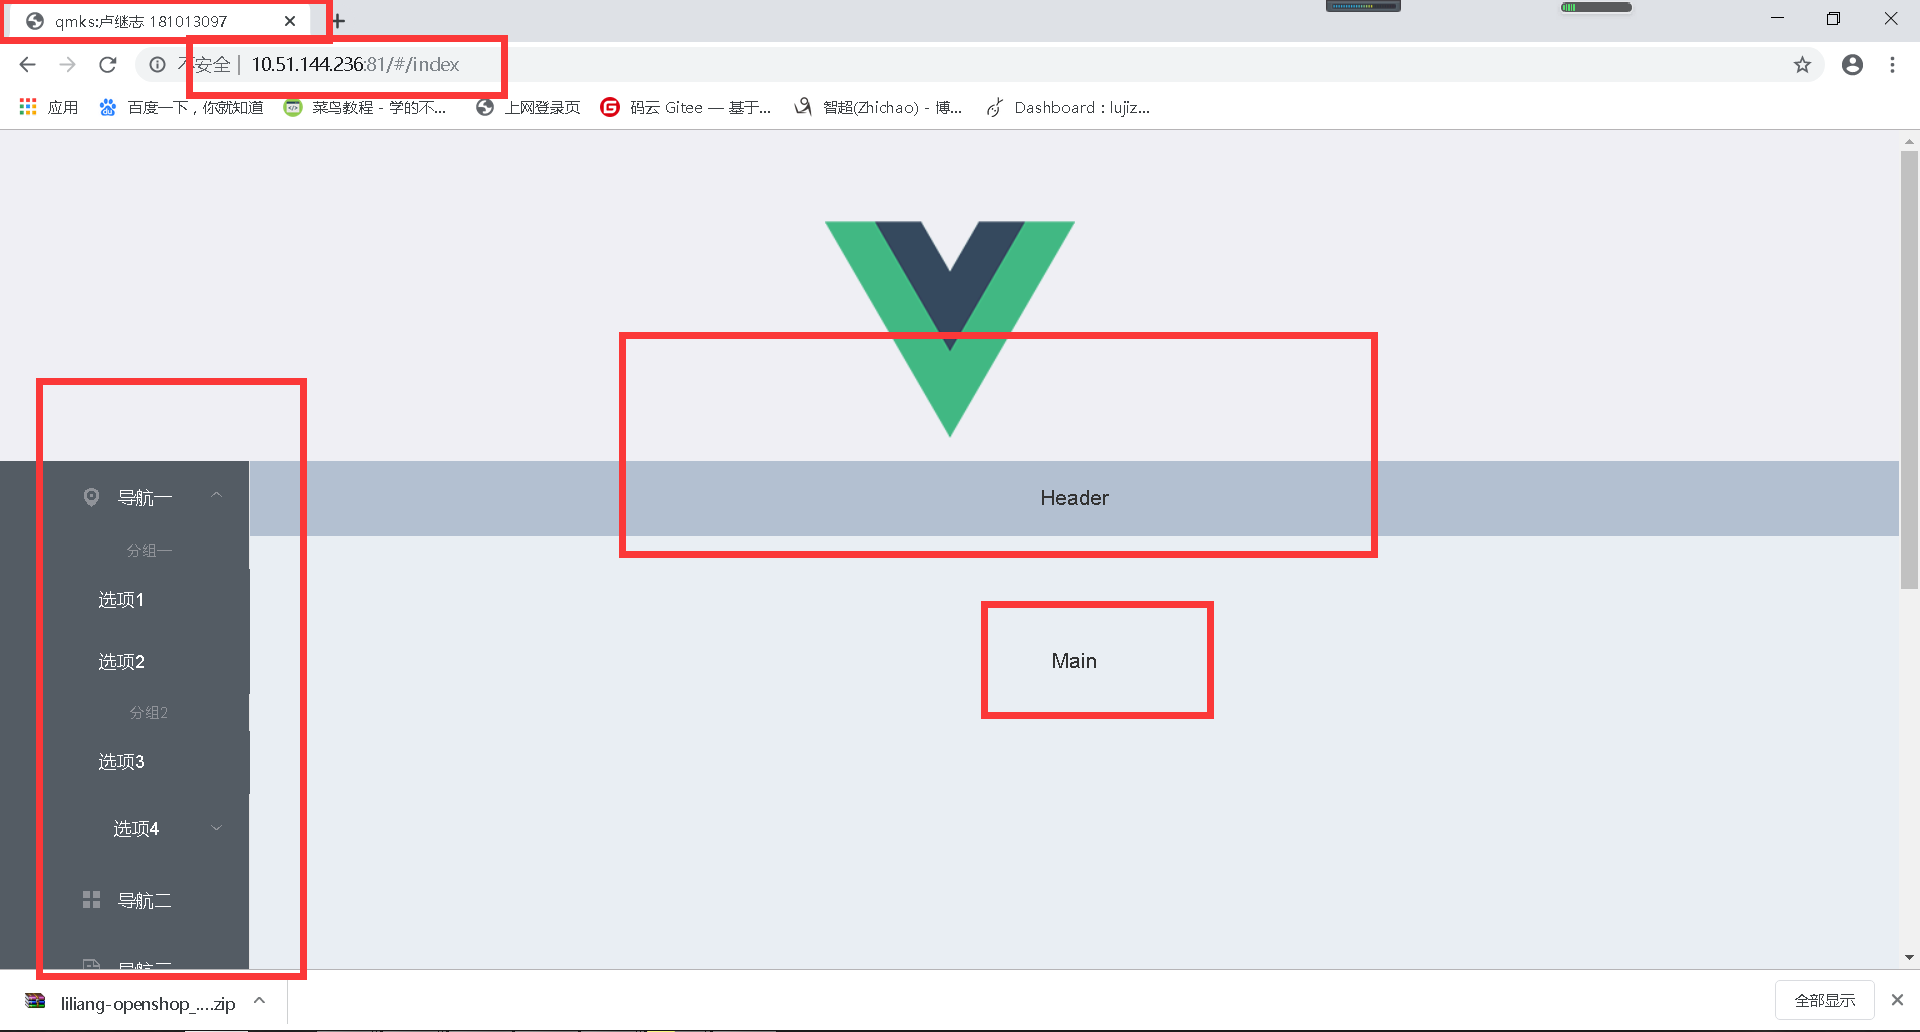 qmks:卢继志 181013097
不安全 | 10.51.144.236:81/#/index
应用 百度一下，你就知道 菜鸟教程 - 学的不... 上网登录页 码云 Gitee — 基于... 智超(Zhichao) - 博... Dashboard : lujiz...
导航一
Header
分组一
选项1
选项2
Main
分组2
选项3
选项4
导航二
导航三
liliang-openshop_....zip
全部显示